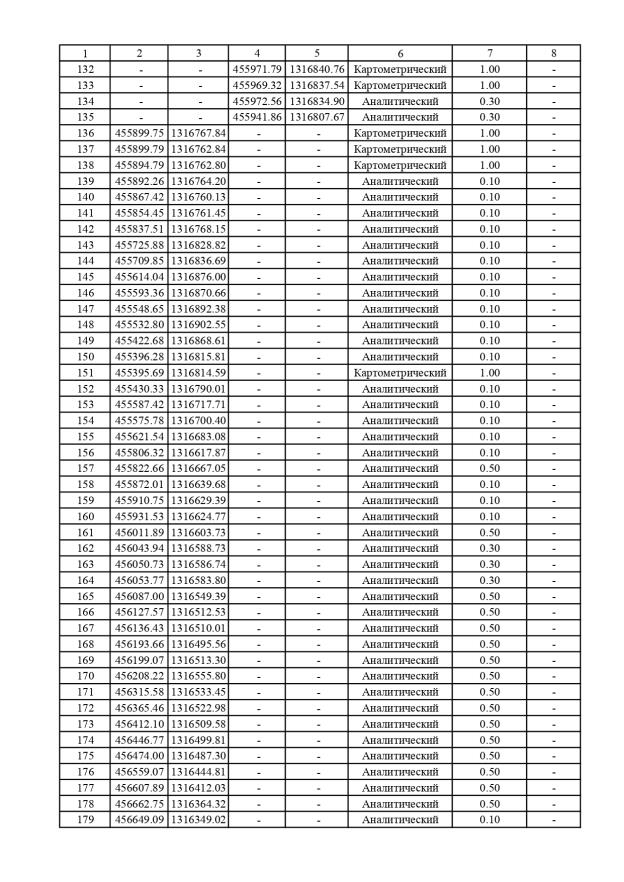 1 2 3 4 5 6 7 8
132 - - 455971.79 1316840.76 Картометрический 1.00 -
133 - - 455969.32 1316837.54 Картометрический 1.00 -
134 - - 455972.56 1316834.90 Аналитический 0.30 -
135 - - 455941.86 1316807.67 Аналитический 0.30 -
136 455899.75 1316767.84 - - Картометрический 1.00 -
137 455899.79 1316762.84 - - Картометрический 1.00 -
138 455894.79 1316762.80 - - Картометрический 1.00 -
139 455892.26 1316764.20 - - Аналитический 0.10 -
140 455867.42 1316760.13 - - Аналитический 0.10 -
141 455854.45 1316761.45 - - Аналитический 0.10 -
142 455837.51 1316768.15 - - Аналитический 0.10 -
143 455725.88 1316828.82 - - Аналитический 0.10 -
144 455709.85 1316836.69 - - Аналитический 0.10 -
145 455614.04 1316876.00 - - Аналитический 0.10 -
146 455593.36 1316870.66 - - Аналитический 0.10 -
147 455548.65 1316892.38 - - Аналитический 0.10 -
148 455532.80 1316902.55 - - Аналитический 0.10 -
149 455422.68 1316868.61 - - Аналитический 0.10 -
150 455396.28 1316815.81 - - Аналитический 0.10 -
151 455395.69 1316814.59 - - Картометрический 1.00 -
152 455430.33 1316790.01 - - Аналитический 0.10 -
153 455587.42 1316717.71 - - Аналитический 0.10 -
154 455575.78 1316700.40 - - Аналитический 0.10 -
155 455621.54 1316683.08 - - Аналитический 0.10 -
156 455806.32 1316617.87 - - Аналитический 0.10 -
157 455822.66 1316667.05 - - Аналитический 0.50 -
158 455872.01 1316639.68 - - Аналитический 0.10 -
159 455910.75 1316629.39 - - Аналитический 0.10 -
160 455931.53 1316624.77 - - Аналитический 0.10 -
161 456011.89 1316603.73 - - Аналитический 0.50 -
162 456043.94 1316588.73 - - Аналитический 0.30 -
163 456050.73 1316586.74 - - Аналитический 0.30 -
164 456053.77 1316583.80 - - Аналитический 0.30 -
165 456087.00 1316549.39 - - Аналитический 0.50 -
166 456127.57 1316512.53 - - Аналитический 0.50 -
167 456136.43 1316510.01 - - Аналитический 0.50 -
168 456193.66 1316495.56 - - Аналитический 0.50 -
169 456199.07 1316513.30 - - Аналитический 0.50 -
170 456208.22 1316555.80 - - Аналитический 0.50 -
171 456315.58 1316533.45 - - Аналитический 0.50 -
172 456365.46 1316522.98 - - Аналитический 0.50 -
173 456412.10 1316509.58 - - Аналитический 0.50 -
174 456446.77 1316499.81 - - Аналитический 0.50 -
175 456474.00 1316487.30 - - Аналитический 0.50 -
176 456559.07 1316444.81 - - Аналитический 0.50 -
177 456607.89 1316412.03 - - Аналитический 0.50 -
178 456662.75 1316364.32 - - Аналитический 0.50 -
179 456649.09 1316349.02 - - Аналитический 0.10 -